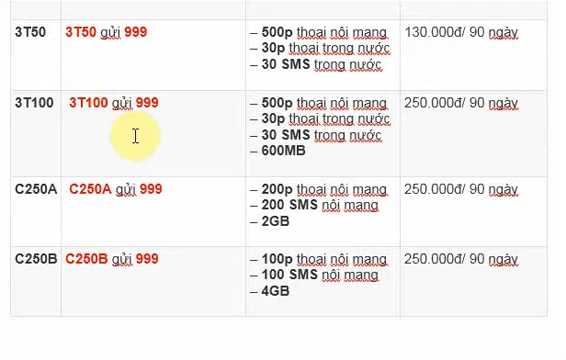 3T50 3T50 gửi 999 – 500p thoại nội mạng 130.000đ/ 90 ngày
– 30p thoại trong nước
– 30 SMS trong nước
3T100 3T100 gửi 999 – 500p thoại nội mạng 250.000đ/ 90 ngày
– 30p thoại trong nước
– 30 SMS trong nước
– 600MB
C250A C250A gửi 999 – 200p thoại nội mạng 250.000đ/ 90 ngày
– 200 SMS nội mạng
– 2GB
C250B C250B gửi 999 – 100p thoại nội mạng 250.000đ/ 90 ngày
– 100 SMS nội mạng
– 4GB